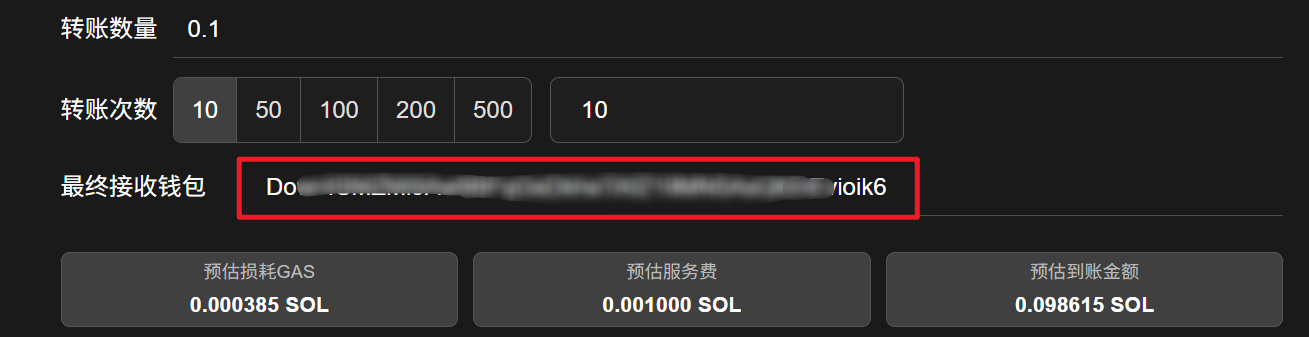 转账数量 0.1
转账次数 10 50 100 200 500 10
最终接收钱包 Do vioik6
预估损耗GAS 预估服务费 预估到账金额
0.000385 SOL 0.001000 SOL 0.098615 SOL